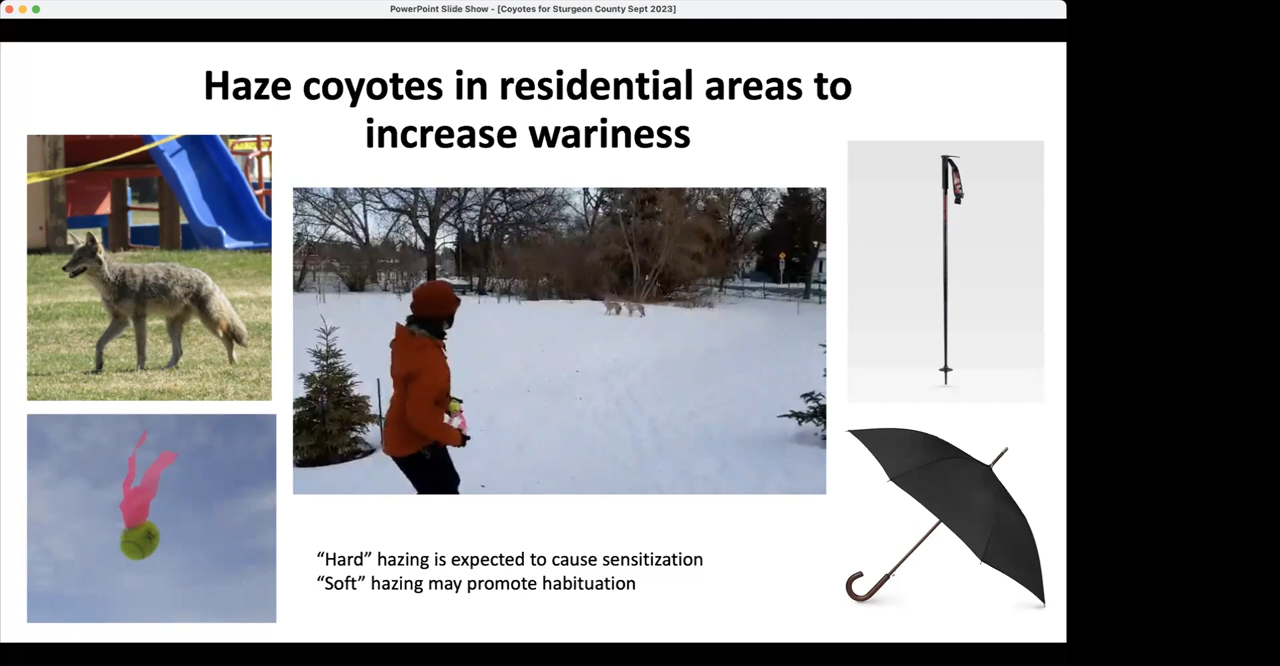 PowerPoint Slide Show - [Coyotes for Sturgeon County Sept 2023]
Haze coyotes in residential areas to
increase wariness
“Hard” hazing is expected to cause sensitization
“Soft” hazing may promote habituation